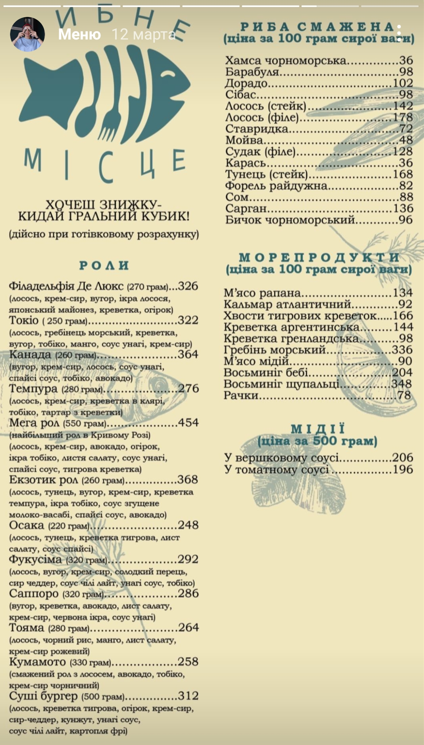 ИБНЕ
Меню 12 марта
МІСЦЕ
ХОЧЕШ ЗНИЖКУ-
КИДАЙ ГРАЛЬНИЙ КУБИК!
(дійсно при готівковому розрахунку)
РОЛИ
Філадельфія Де Люкс (270 грам)...326
(лосось, крем-сир, вугор, ікра лосося,
японський майонез, креветка, огірок)
Токіо ( 250 грам)............................322
(лосось, гребінець морський, креветка,
вугор, тобіко, манго, соус унагі, крем-сир)
Канада (260 грам)..........................364
(вугор, крем-сир, лосось, соус унагі,
спайсі соус, тобіко, авокадо)
Темпура (280 грам)........................276
(лосось, крем-сир, креветка в клярі,
тобіко, тартар з креветки)
Мега рол (550 грам)........................454
(найбільший рол в Кривому Розі)
(лосось, крем-сир, авокадо, огірок,
ікра тобіко, листя салату, соус унагі,
спайсі соус, тигрова креветка)
Екзотик рол (260 грам)...................368
(лосось, тунець, вугор, крем-сир, креветка
темпура, ікра тобіко, соус згущене
молоко-васабі, спайсі соус, авокадо)
Осака (220 грам)............................248
(лосось, тунець, креветка тигрова, лист
салату, соус спайсі)
Фукусіма (320 грам).......................292
(лосось, вугор, крем-сир, солодкий перець,
сир чеддер, соус чілі лайт, унагі соус, тобіко)
Саппоро (320 грам)........................286
(вугор, креветка, авокадо, лист салату,
крем-сир, червона ікра, соус унагі)
Тояма (280 грам)............................264
(лосось, чорний рис, манго, лист салату,
крем-сир рожевий)
Кумамото (330 грам)......................258
(смажений рол з лососем, авокадо, тобіко,
крем-сир чорничний)
Суші бургер (500 грам)...................312
(лосось, креветка тигрова, огірок, крем-сир,
сир-чеддер, кунжут, унагі соус,
соус чілі лайт, картопля фрі)
РИБА СМАЖЕНА
(ціна за 100 грам сирої ваги)
Хамса чорноморська................36
Барабуля...................................98
Дорадо....................................102
Сібас.........................................98
Лосось (стейк).........................142
Лосось (філе)...........................178
Ставридка.................................72
Мойва........................................48
Судак (філе).............................128
Карась.......................................36
Тунець (стейк).........................168
Форель райдужна.....................82
Сом............................................88
Сарган.....................................136
Бичок чорноморський..............96
МОРЕПРОДУКТИ
(ціна за 100 грам сирої ваги)
М'ясо рапана...........................134
Кальмар атлантичний..............92
Хвости тигрових креветок.....166
Креветка аргентинська..........144
Креветка гренландська............98
Гребінь морський....................336
М'ясо мідій................................90
Восьминіг бебі........................204
Восьминіг щупальці................348
Рачки.........................................78
МІДІЇ
(ціна за 500 грам)
У вершковому соусі................206
У томатному соусі..................196